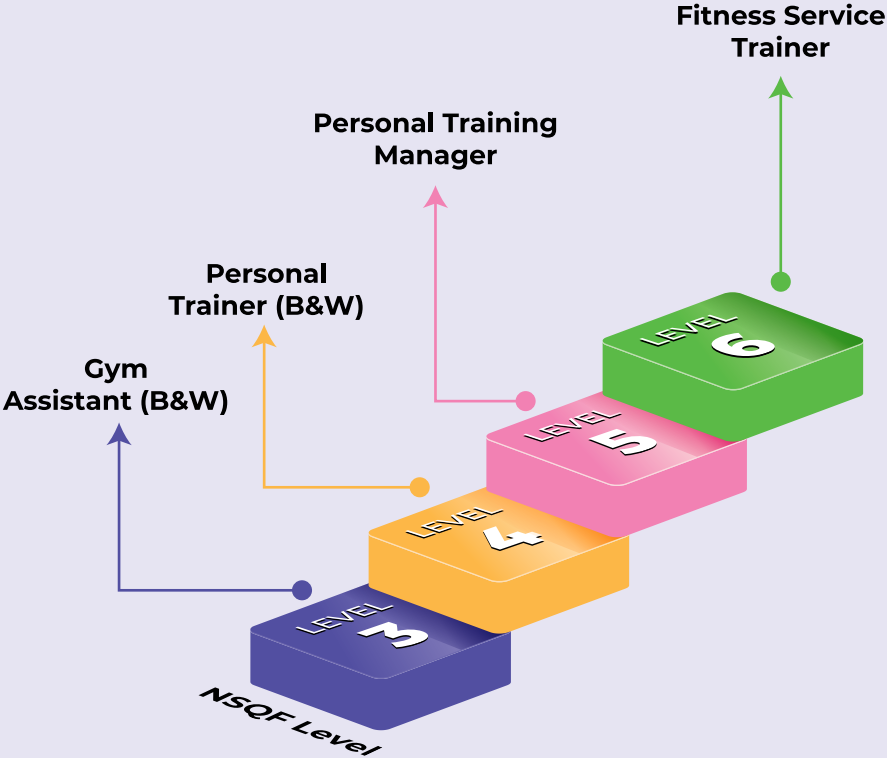 Fitness Service
Trainer
Personal Training
Manager
Personal
Trainer (B&W)
Gym
Assistant (B&W)
LEVEL
6
LEVEL
5
LEVEL
4
LEVEL
3
NSQF Level